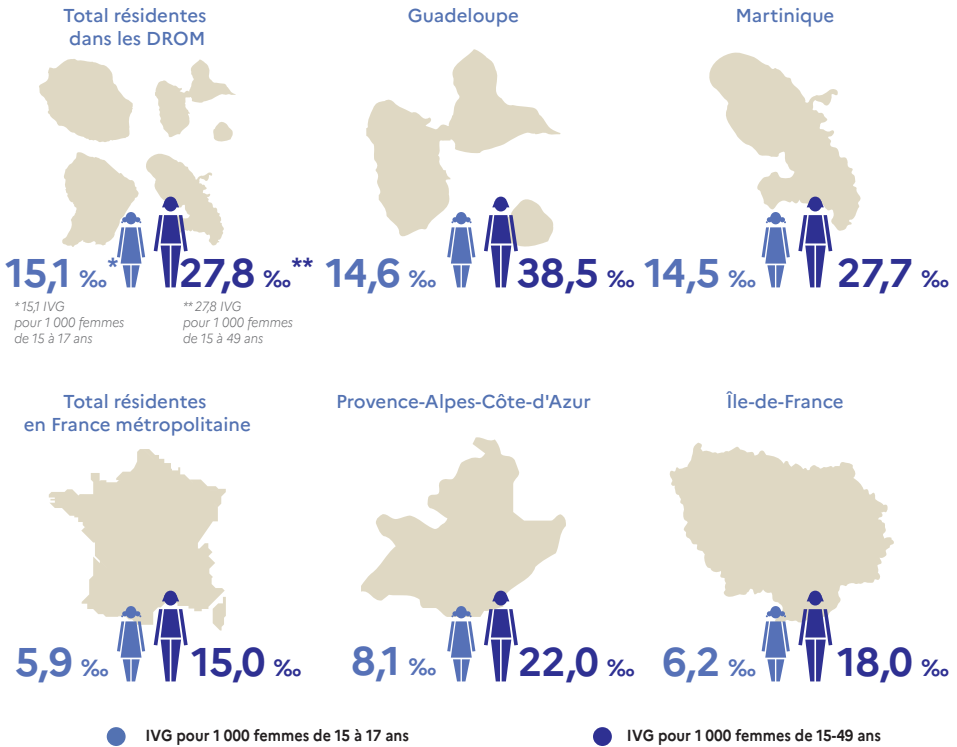 Total résidentes
dans les DROM
Guadeloupe
Martinique
15,1 ‰*
27,8 ‰**
14,6 ‰
38,5 ‰
14,5 ‰
27,7 ‰
* 15,1 IVG
pour 1 000 femmes
de 15 à 17 ans
** 27,8 IVG
pour 1 000 femmes
de 15 à 49 ans
Total résidentes
en France métropolitaine
Provence-Alpes-Côte-d'Azur
Île-de-France
5,9 ‰
15,0 ‰
8,1 ‰
22,0 ‰
6,2 ‰
18,0 ‰
IVG pour 1 000 femmes de 15 à 17 ans
IVG pour 1 000 femmes de 15-49 ans